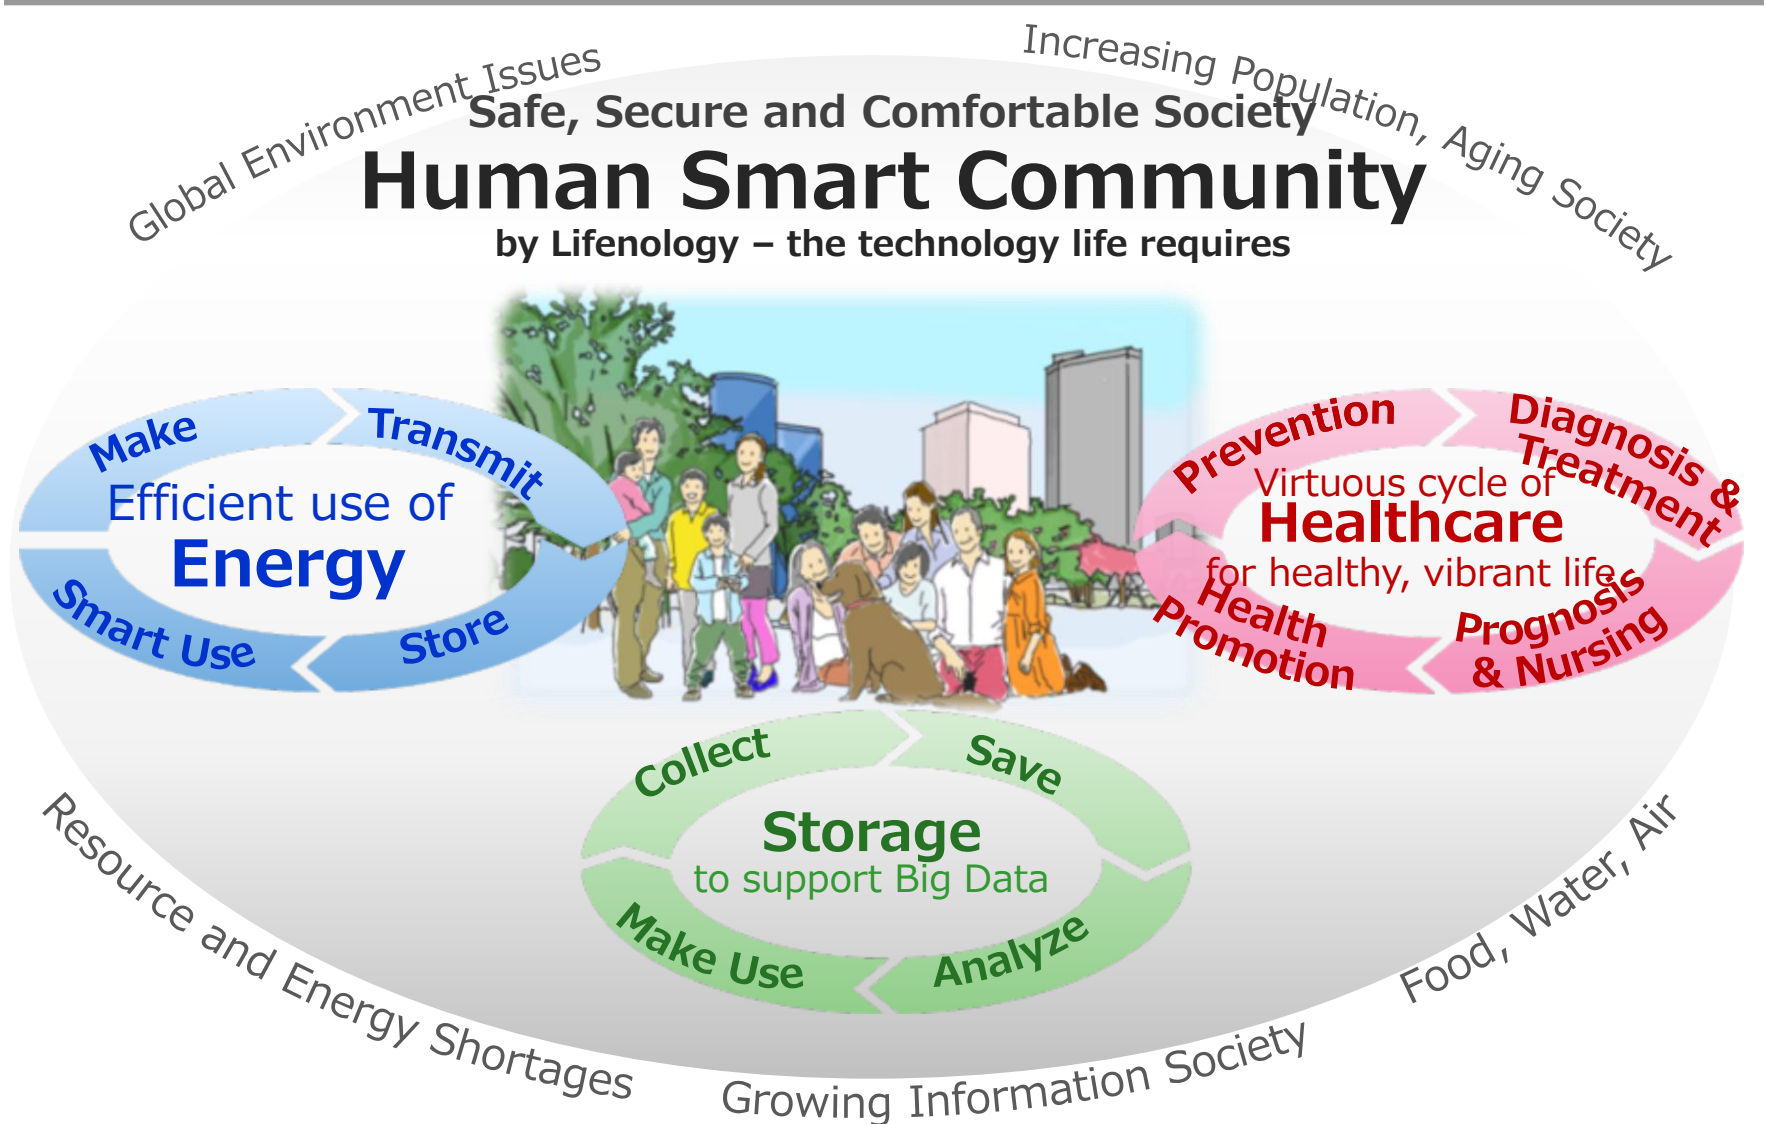 Global Environment Issues
Increasing Population, Aging Society
Safe, Secure and Comfortable Society
Human Smart Community
by Lifenology – the technology life requires
Make
Transmit
Efficient use of
Energy
Smart Use
Store
Prevention
Diagnosis &
Treatment
Virtuous cycle of
Healthcare
for healthy, vibrant life
Health
Promotion
Prognosis
& Nursing
Collect
Save
Storage
to support Big Data
Make Use
Analyze
Resource and Energy Shortages
Growing Information Society
Food, Water, Air